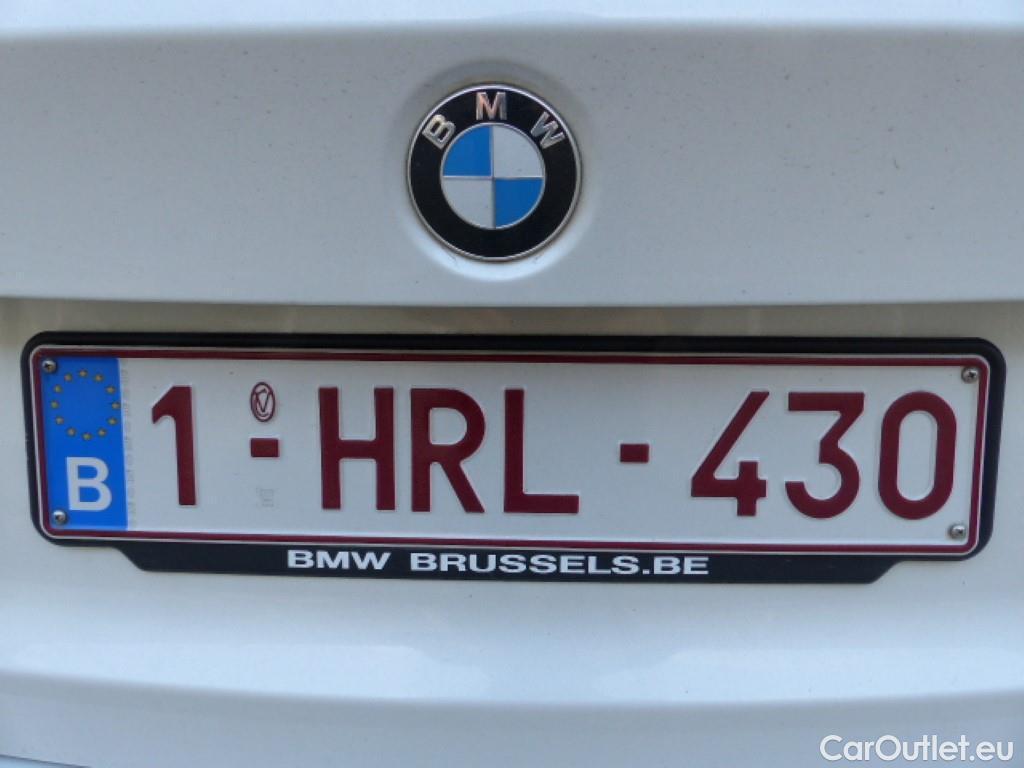 BMW
B 1-HRL-430
BMW BRUSSELS.BE
CarOutlet.eu